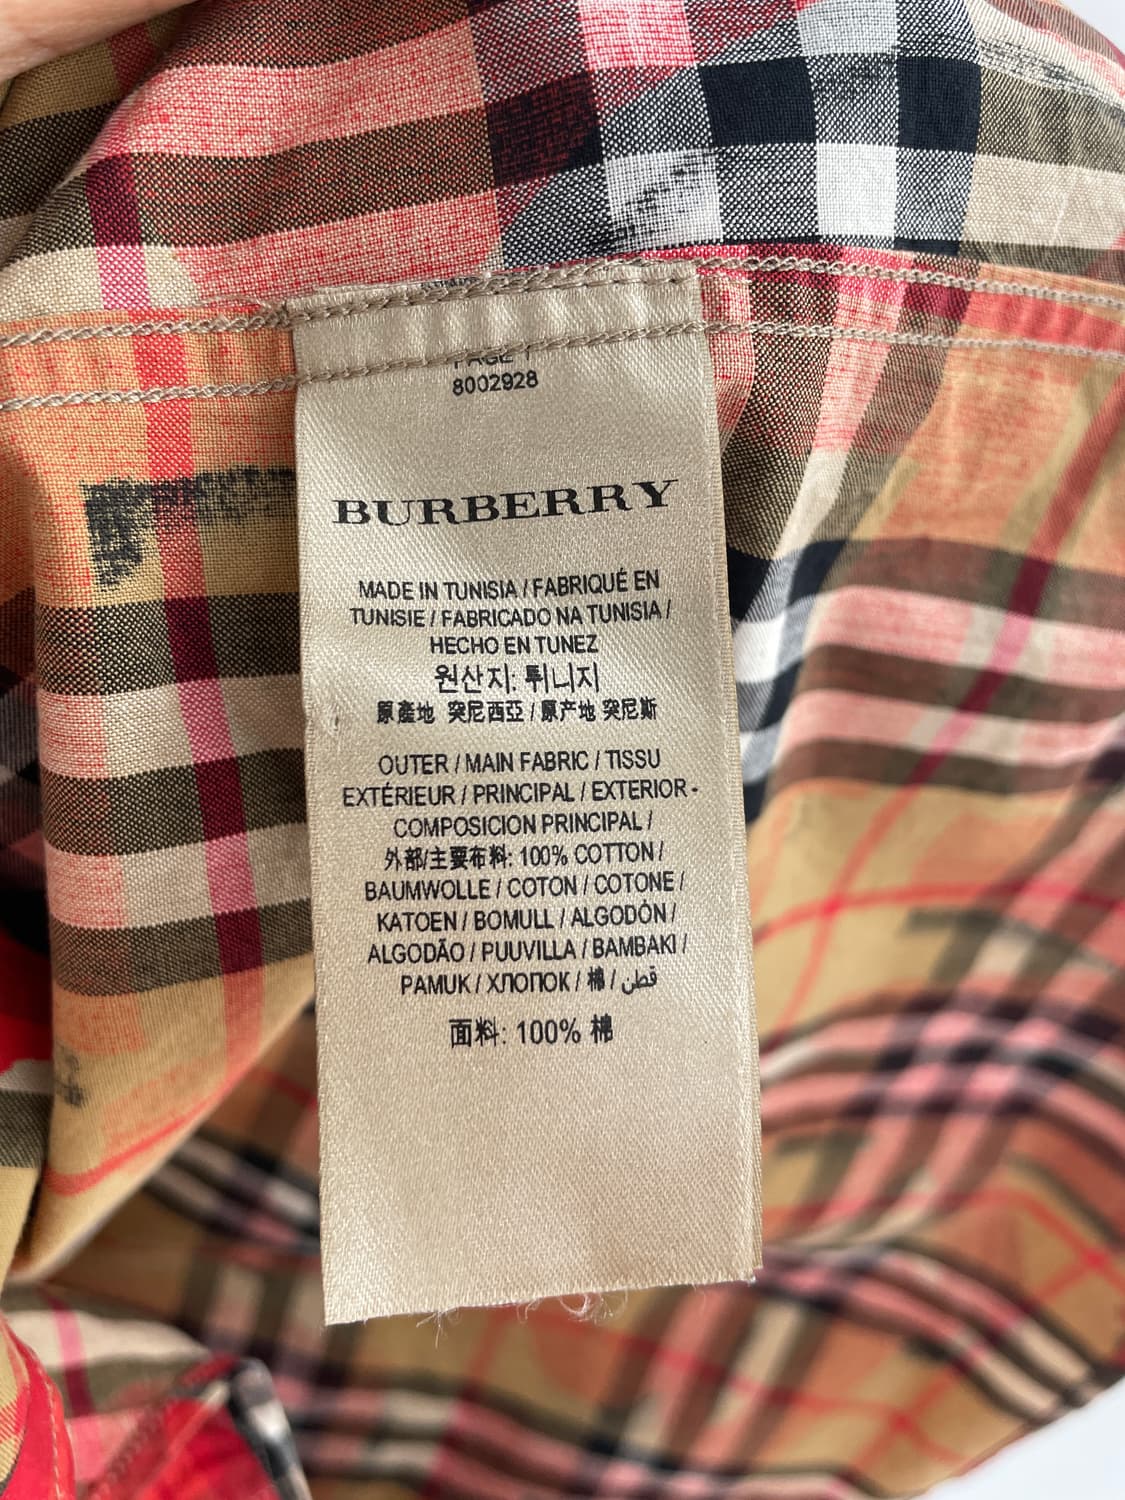 PAGE 1
8002928
BURBERRY
MADE IN TUNISIA / FABRIQUÉ EN
TUNISIE / FABRICADO NA TUNISIA /
HECHO EN TUNEZ
원산지: 튀니지
原產地 突尼西亞 / 原产地 突尼斯
OUTER / MAIN FABRIC / TISSU
EXTÉRIEUR / PRINCIPAL / EXTERIOR -
COMPOSICION PRINCIPAL /
外部/主要布料: 100% COTTON /
BAUMWOLLE / COTON / COTONE /
KATOEN / BOMULL / ALGODÓN /
ALGODÃO / PUUVILLA / BAMBAKI /
PAMUK / ХЛОПОК / 棉 / قطن
面料: 100% 棉